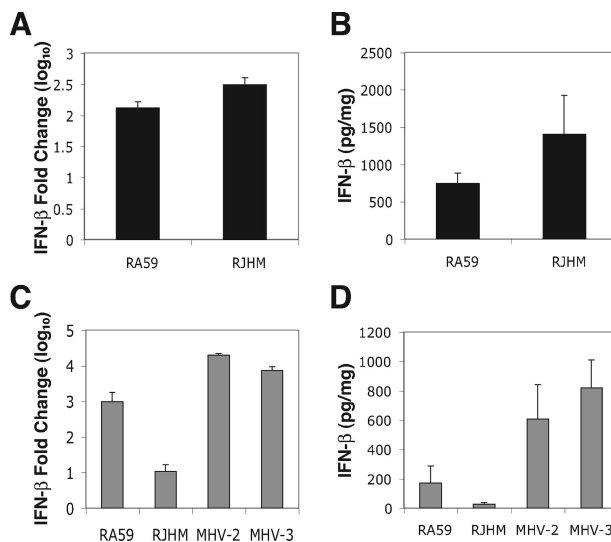 A
IFN-β Fold Change (log₁₀)
3
2.5
2
1.5
1
0.5
0
RA59
RJHM
B
IFN-β (pg/mg)
2500
2000
1500
1000
500
0
RA59
RJHM
C
IFN-β Fold Change (log₁₀)
5
4
3
2
1
0
RA59
RJHM
MHV-2
MHV-3
D
IFN-β (pg/mg)
1200
1000
800
600
400
200
0
RA59
RJHM
MHV-2
MHV-3